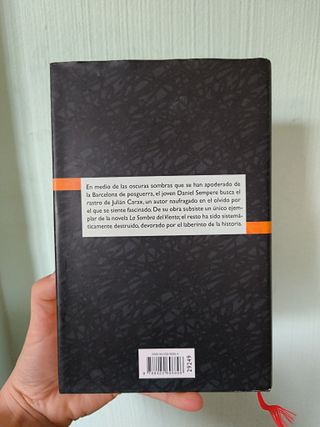 En medio de las oscuras sombras que se han apoderado de
la Barcelona de posguerra, el joven Daniel Sempere busca el
rastro de Julián Carax, un autor naufragado en el olvido por
el que se siente fascinado. De su obra subsiste un único ejem-
plar de la novela La Sombra del Viento; el resto ha sido siste-
máticamente destruido, devorado por el laberinto de la historia.
29249